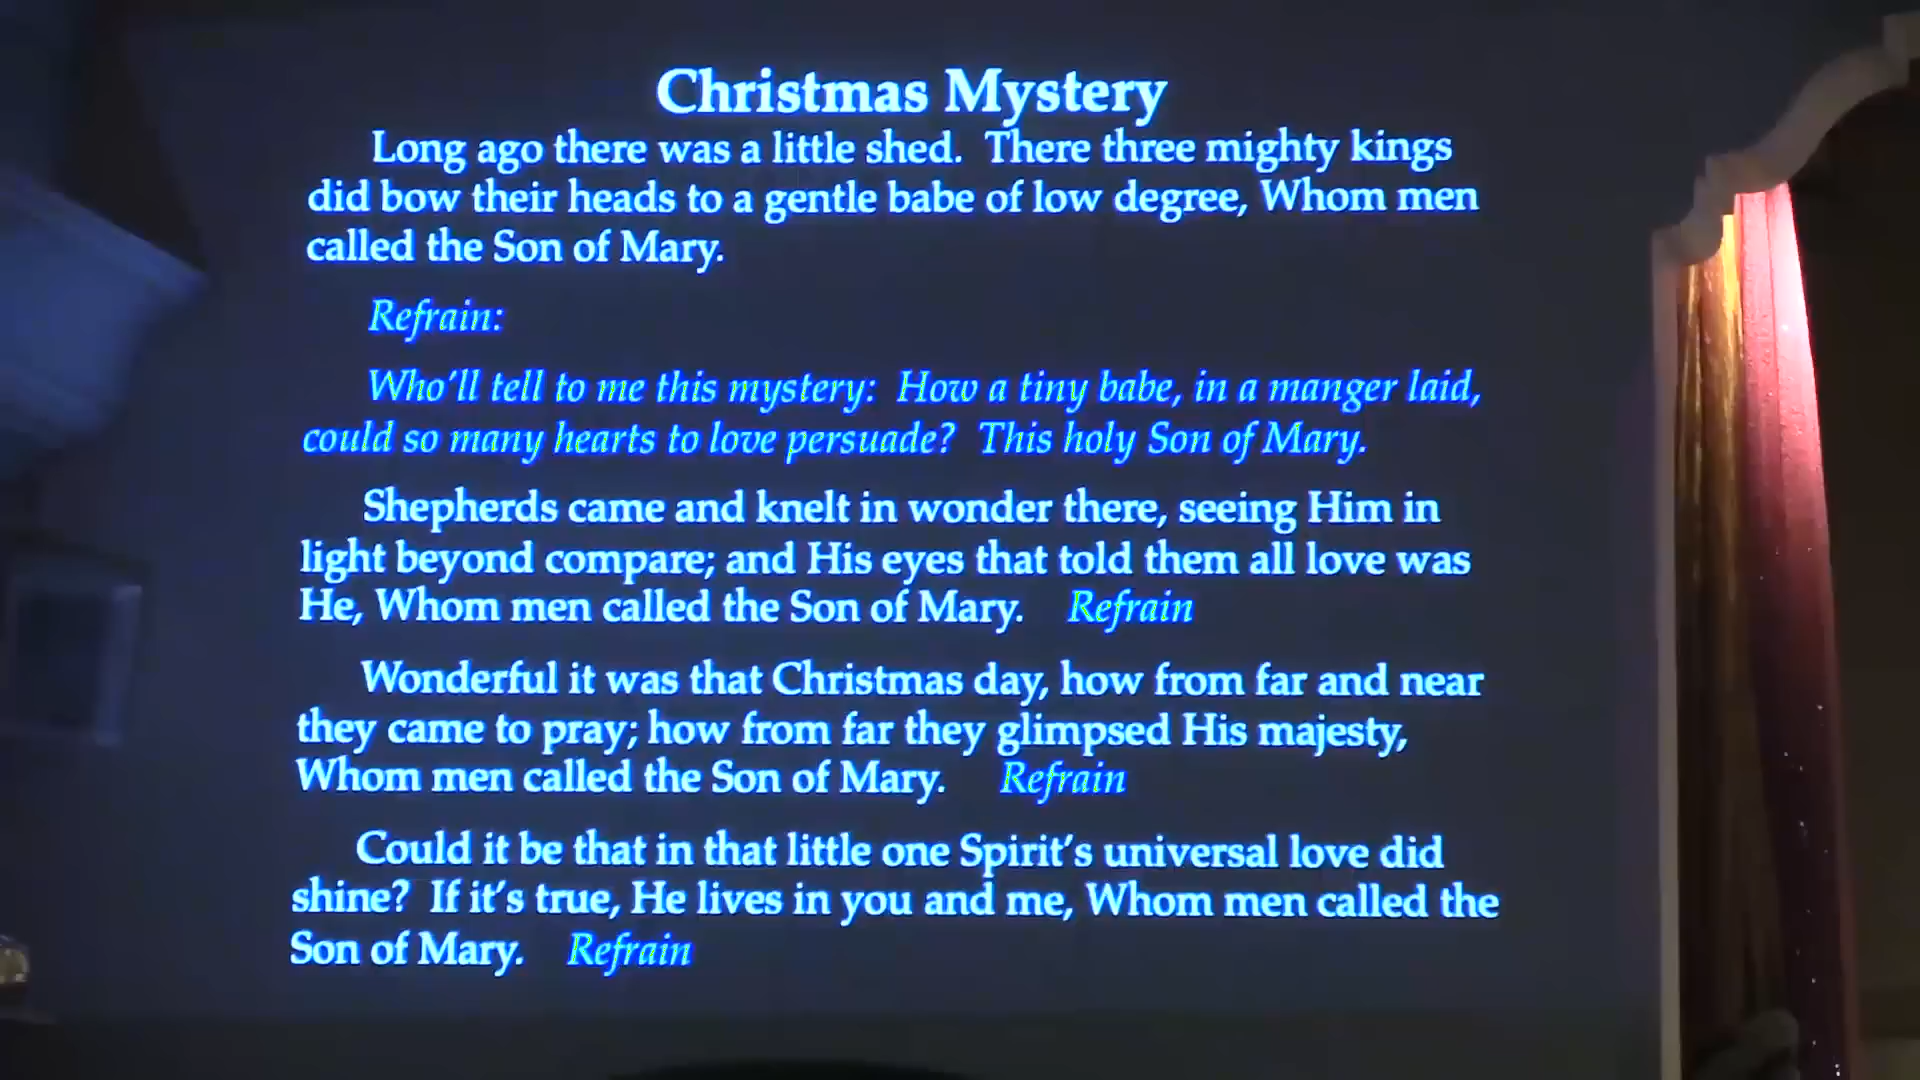 Christmas Mystery
Long ago there was a little shed. There three mighty kings
did bow their heads to a gentle babe of low degree, Whom men
called the Son of Mary.
Refrain:
Who'll tell to me this mystery: How a tiny babe, in a manger laid,
could so many hearts to love persuade? This holy Son of Mary.
Shepherds came and knelt in wonder there, seeing Him in
light beyond compare; and His eyes that told them all love was
He, Whom men called the Son of Mary. Refrain
Wonderful it was that Christmas day, how from far and near
they came to pray; how from far they glimpsed His majesty,
Whom men called the Son of Mary. Refrain
Could it be that in that little one Spirit's universal love did
shine? If it's true, He lives in you and me, Whom men called the
Son of Mary. Refrain